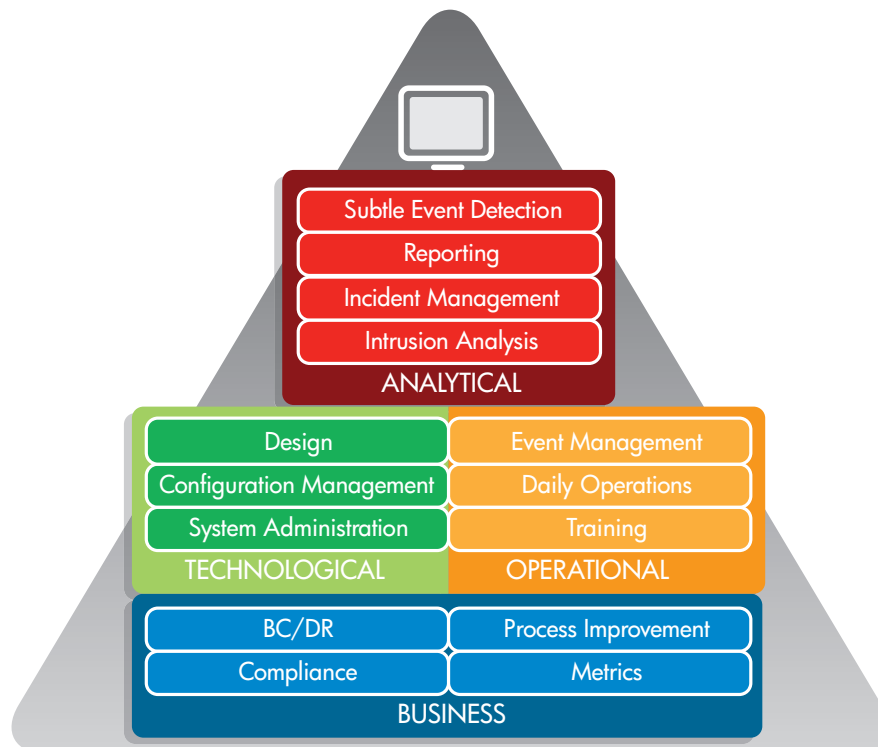 Subtle Event Detection
Reporting
Incident Management
Intrusion Analysis
ANALYTICAL
Design
Configuration Management
System Administration
TECHNOLOGICAL
Event Management
Daily Operations
Training
OPERATIONAL
BC/DR
Process Improvement
Compliance
Metrics
BUSINESS